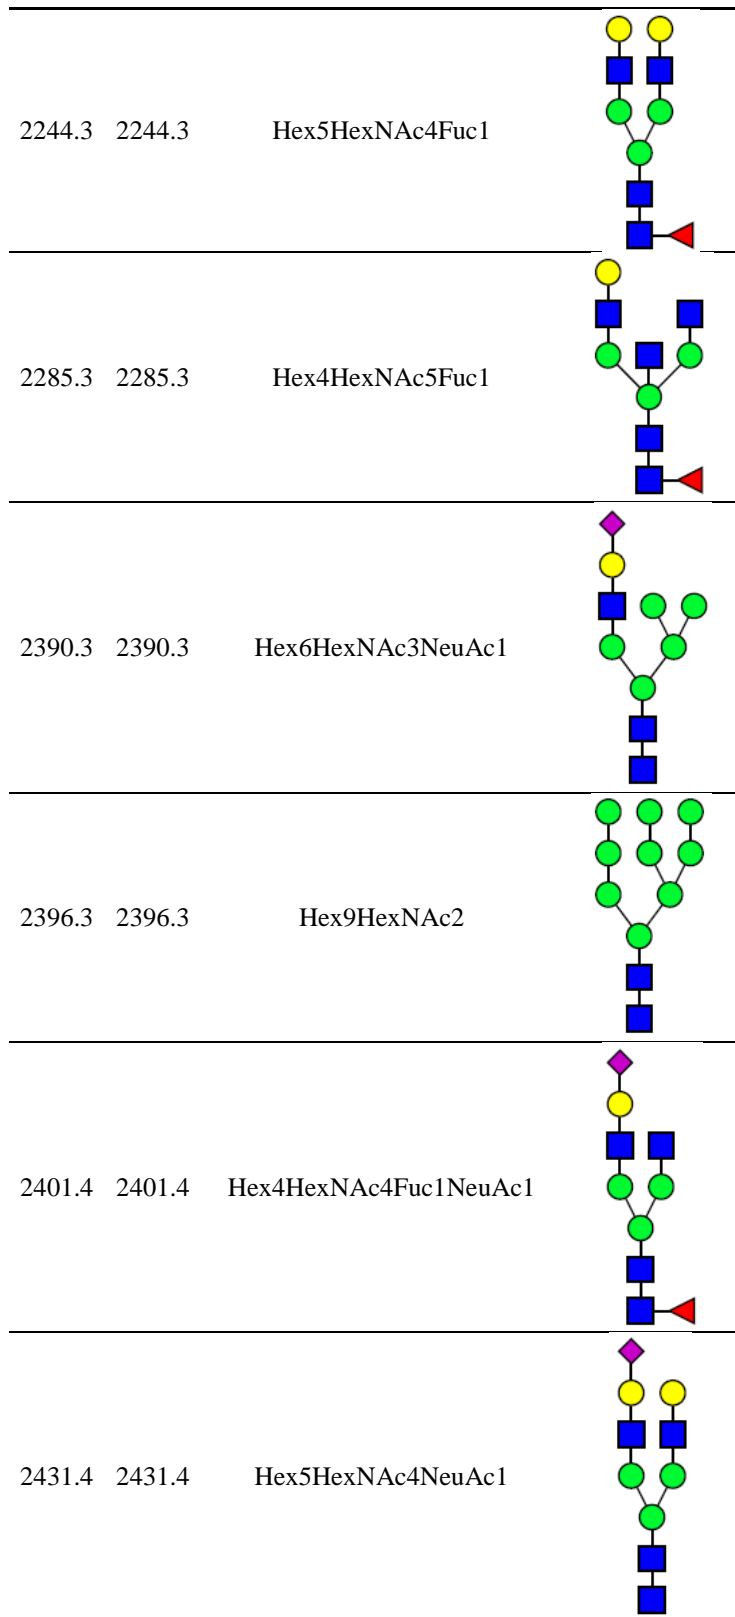 2244.3 2244.3 Hex5HexNAc4Fuc1
2285.3 2285.3 Hex4HexNAc5Fuc1
2390.3 2390.3 Hex6HexNAc3NeuAc1
2396.3 2396.3 Hex9HexNAc2
2401.4 2401.4 Hex4HexNAc4Fuc1NeuAc1
2431.4 2431.4 Hex5HexNAc4NeuAc1